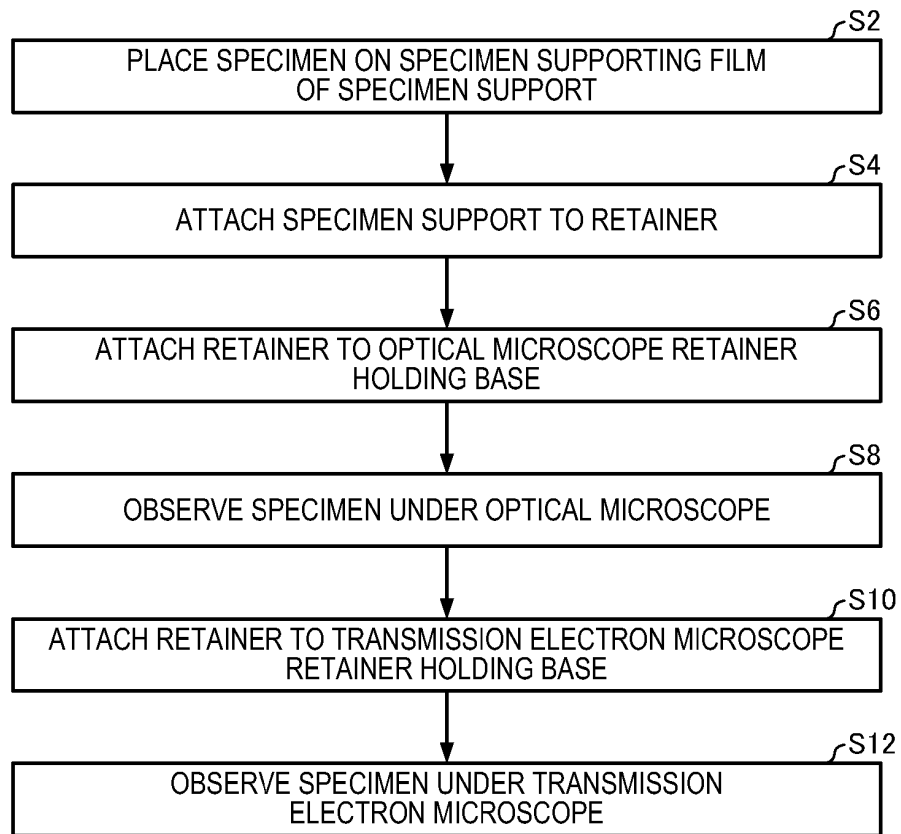 S2
PLACE SPECIMEN ON SPECIMEN SUPPORTING FILM
OF SPECIMEN SUPPORT
S4
ATTACH SPECIMEN SUPPORT TO RETAINER
S6
ATTACH RETAINER TO OPTICAL MICROSCOPE RETAINER
HOLDING BASE
S8
OBSERVE SPECIMEN UNDER OPTICAL MICROSCOPE
S10
ATTACH RETAINER TO TRANSMISSION ELECTRON MICROSCOPE
RETAINER HOLDING BASE
S12
OBSERVE SPECIMEN UNDER TRANSMISSION
ELECTRON MICROSCOPE